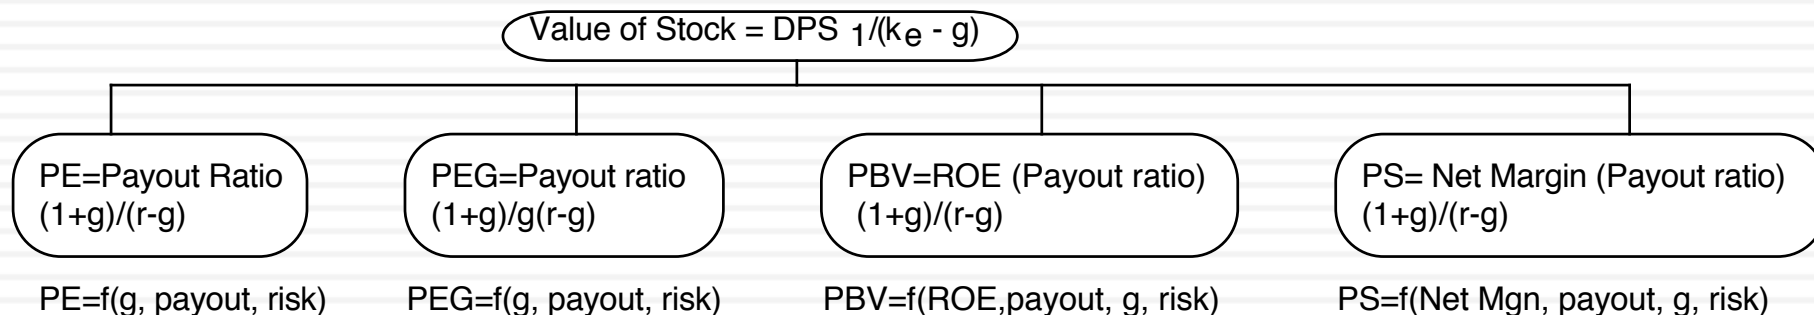 Value of Stock = DPS 1/(ke - g)
PE=Payout Ratio
(1+g)/(r-g)
PEG=Payout ratio
(1+g)/g(r-g)
PBV=ROE (Payout ratio)
(1+g)/(r-g)
PS= Net Margin (Payout ratio)
(1+g)/(r-g)
PE=f(g, payout, risk)
PEG=f(g, payout, risk)
PBV=f(ROE,payout, g, risk)
PS=f(Net Mgn, payout, g, risk)